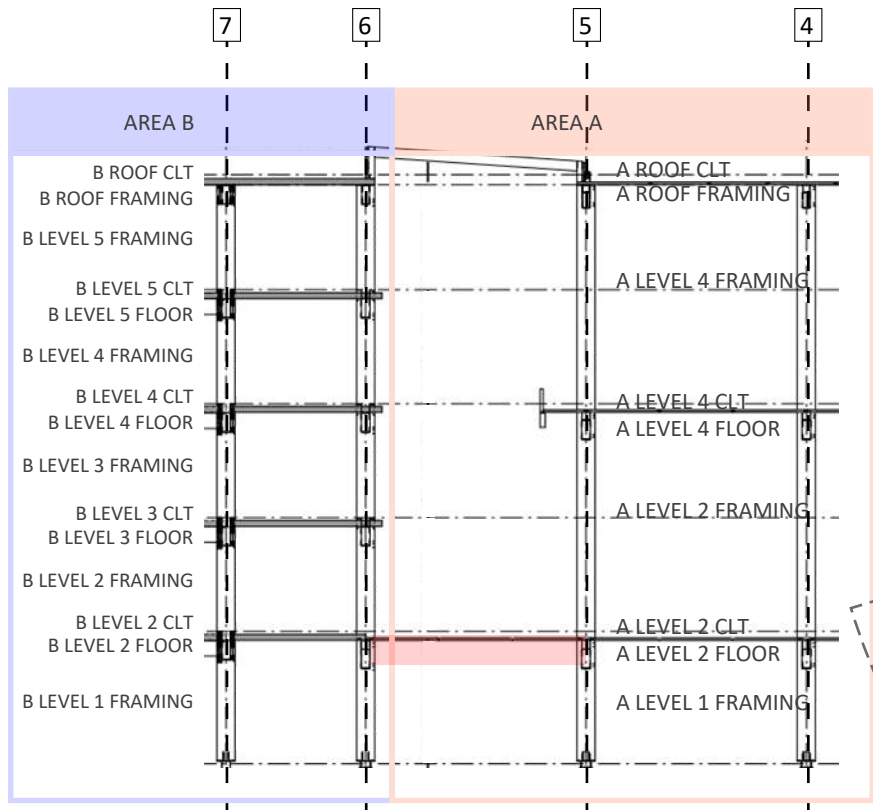 7 6 5 4
AREA B
AREA A
B ROOF CLT
B ROOF FRAMING
B LEVEL 5 FRAMING
B LEVEL 5 CLT
B LEVEL 5 FLOOR
B LEVEL 4 FRAMING
B LEVEL 4 CLT
B LEVEL 4 FLOOR
B LEVEL 3 FRAMING
B LEVEL 3 CLT
B LEVEL 3 FLOOR
B LEVEL 2 FRAMING
B LEVEL 2 CLT
B LEVEL 2 FLOOR
B LEVEL 1 FRAMING
A ROOF CLT
A ROOF FRAMING
A LEVEL 4 FRAMING
A LEVEL 4 CLT
A LEVEL 4 FLOOR
A LEVEL 2 FRAMING
A LEVEL 2 CLT
A LEVEL 2 FLOOR
A LEVEL 1 FRAMING